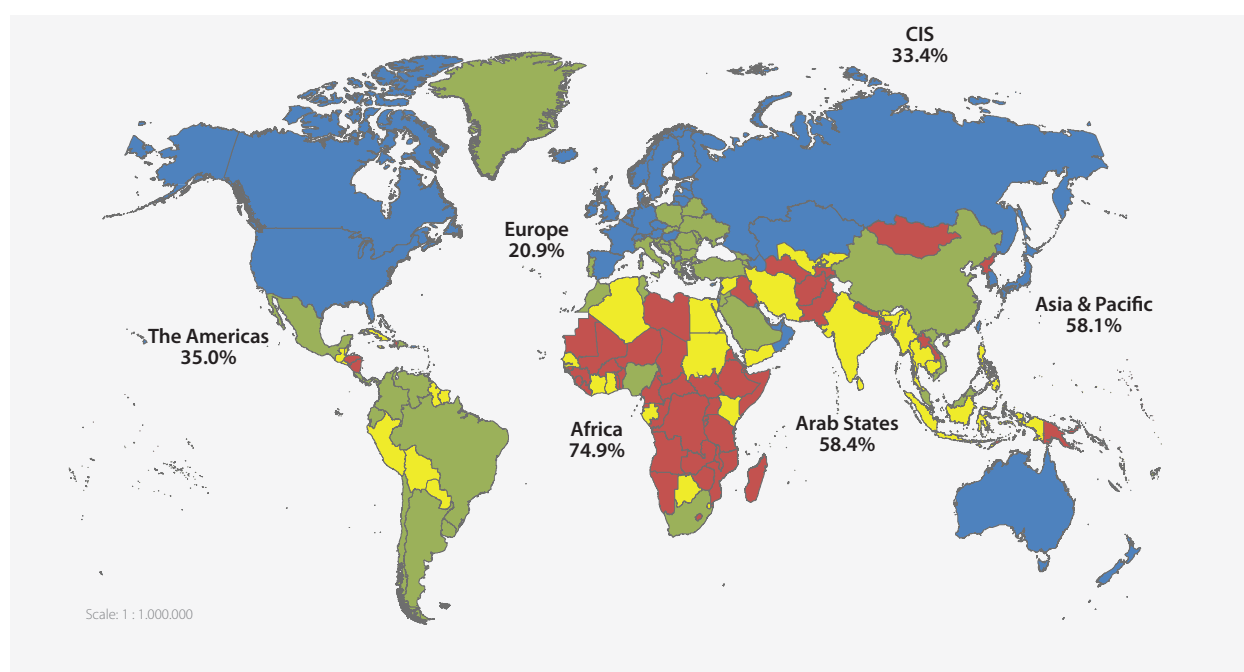 CIS
33.4%
Europe
20.9%
Asia & Pacific
58.1%
The Americas
35.0%
Africa
74.9%
Arab States
58.4%
Scale: 1 : 1.000.000